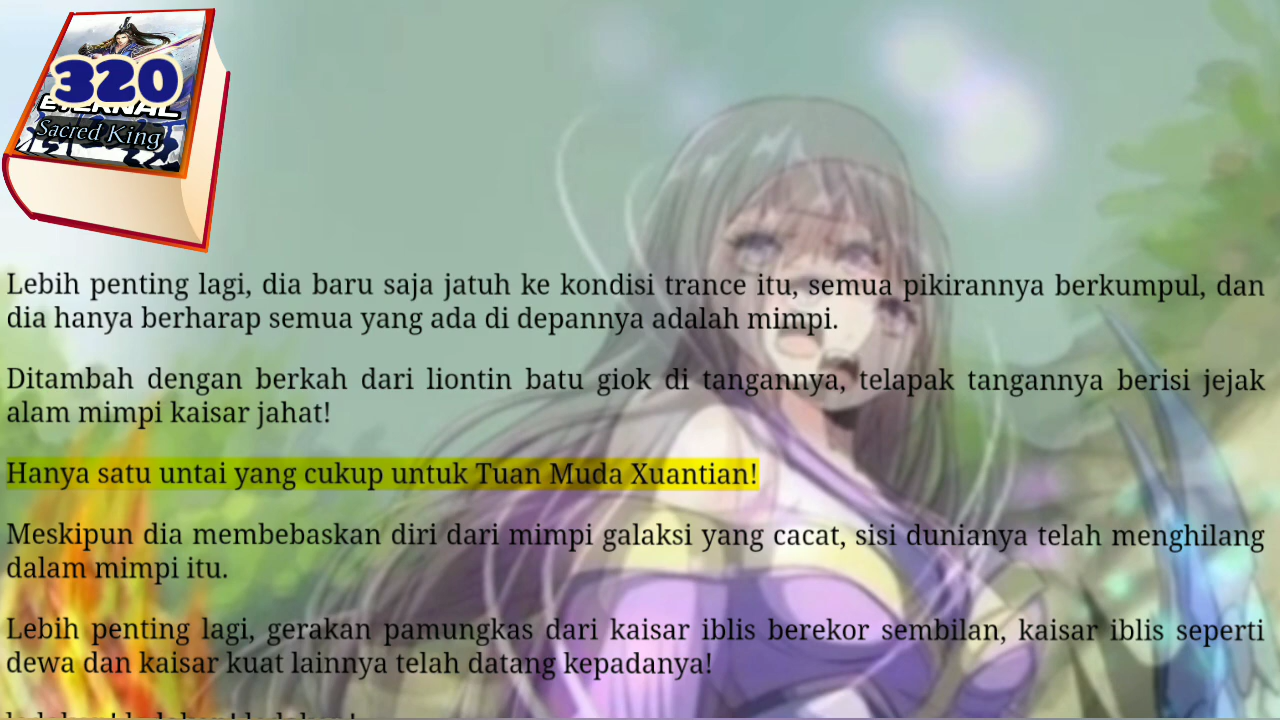 320
ETERNAL
Sacred King
Lebih penting lagi, dia baru saja jatuh ke kondisi trance itu, semua pikirannya berkumpul, dan
dia hanya berharap semua yang ada di depannya adalah mimpi.
Ditambah dengan berkah dari liontin batu giok di tangannya, telapak tangannya berisi jejak
alam mimpi kaisar jahat!
Hanya satu untai yang cukup untuk Tuan Muda Xuantian!
Meskipun dia membebaskan diri dari mimpi galaksi yang cacat, sisi dunianya telah menghilang
dalam mimpi itu.
Lebih penting lagi, gerakan pamungkas dari kaisar iblis berekor sembilan, kaisar iblis seperti
dewa dan kaisar kuat lainnya telah datang kepadanya!